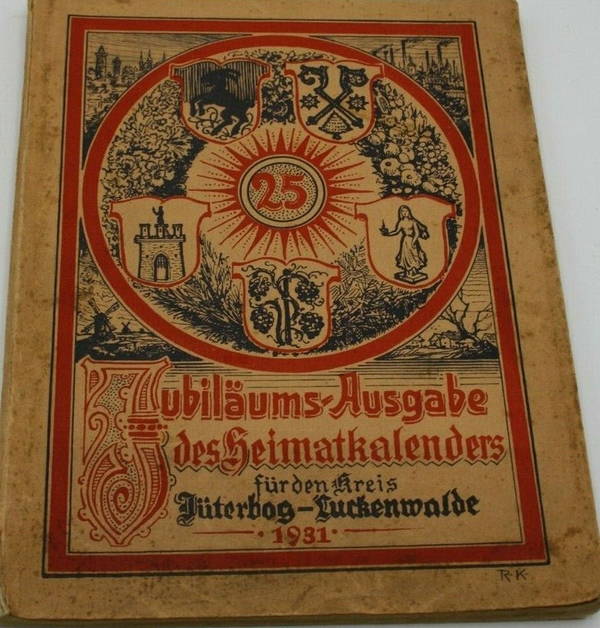 25
Jubiläums-Ausgabe
des Heimatkalenders
für den Kreis
Jüterbog-Luckenwalde
1931
R.K.